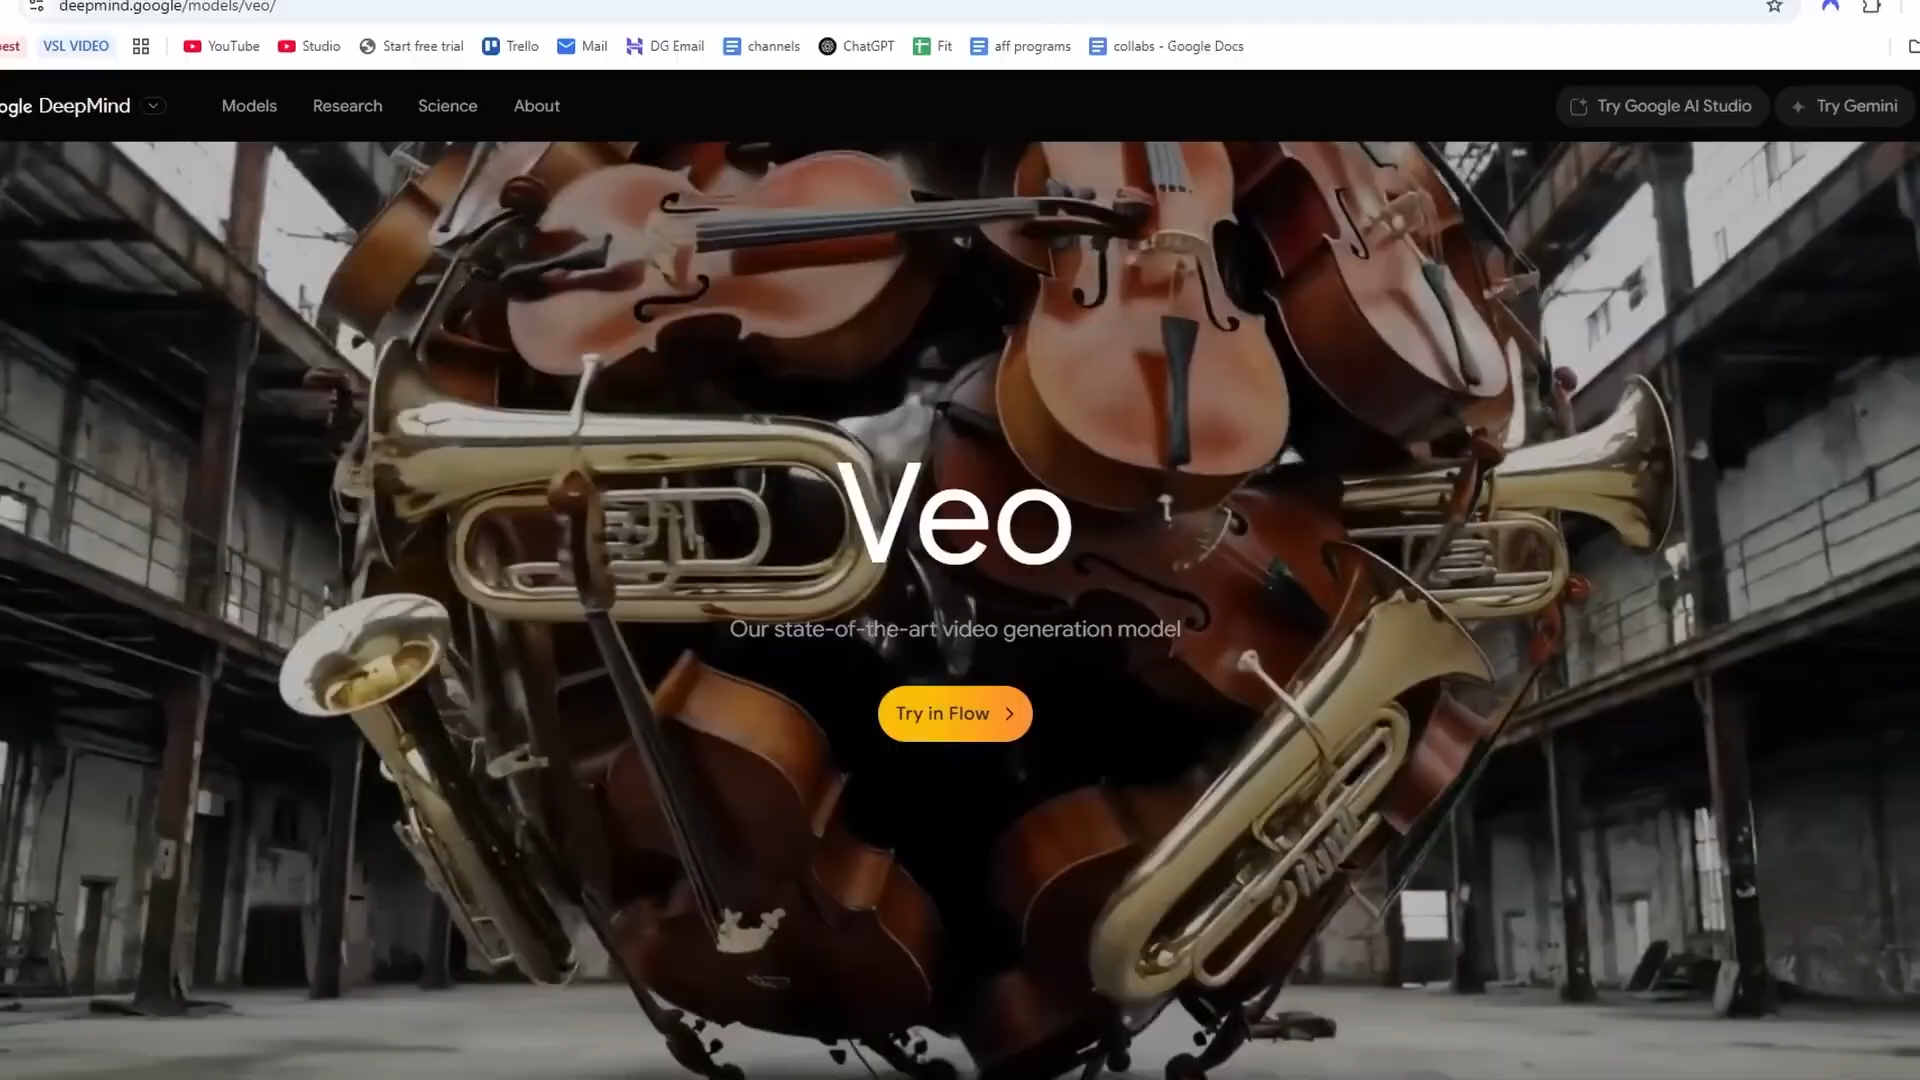 deepmind.google/models/veo/
pest VSL VIDEO YouTube Studio Start free trial Trello Mail DG Email channels ChatGPT Fit aff programs collabs - Google Docs
ogle DeepMind Models Research Science About Try Google AI Studio Try Gemini
Veo
Our state-of-the-art video generation model
Try in Flow